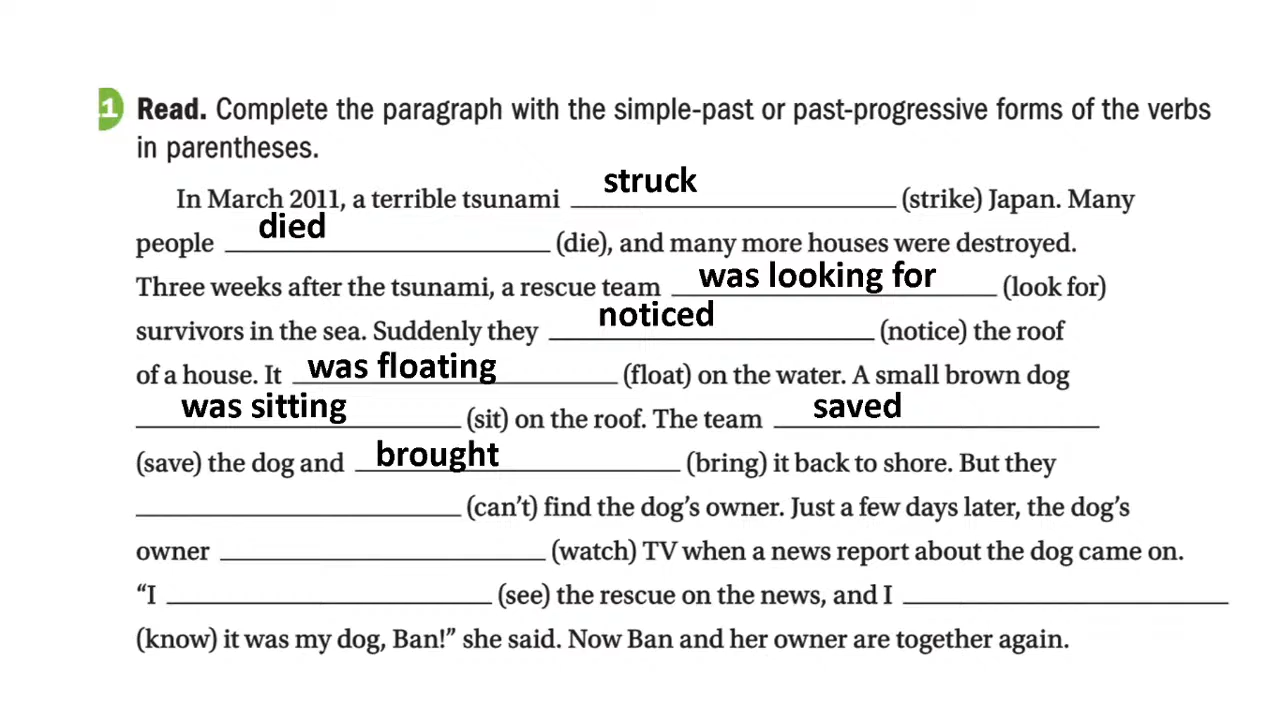 1 Read. Complete the paragraph with the simple-past or past-progressive forms of the verbs
in parentheses.
In March 2011, a terrible tsunami struck (strike) Japan. Many
people died (die), and many more houses were destroyed.
Three weeks after the tsunami, a rescue team was looking for (look for)
survivors in the sea. Suddenly they noticed (notice) the roof
of a house. It was floating (float) on the water. A small brown dog
was sitting (sit) on the roof. The team saved
(save) the dog and brought (bring) it back to shore. But they
(can’t) find the dog’s owner. Just a few days later, the dog’s
owner (watch) TV when a news report about the dog came on.
“I (see) the rescue on the news, and I
(know) it was my dog, Ban!” she said. Now Ban and her owner are together again.